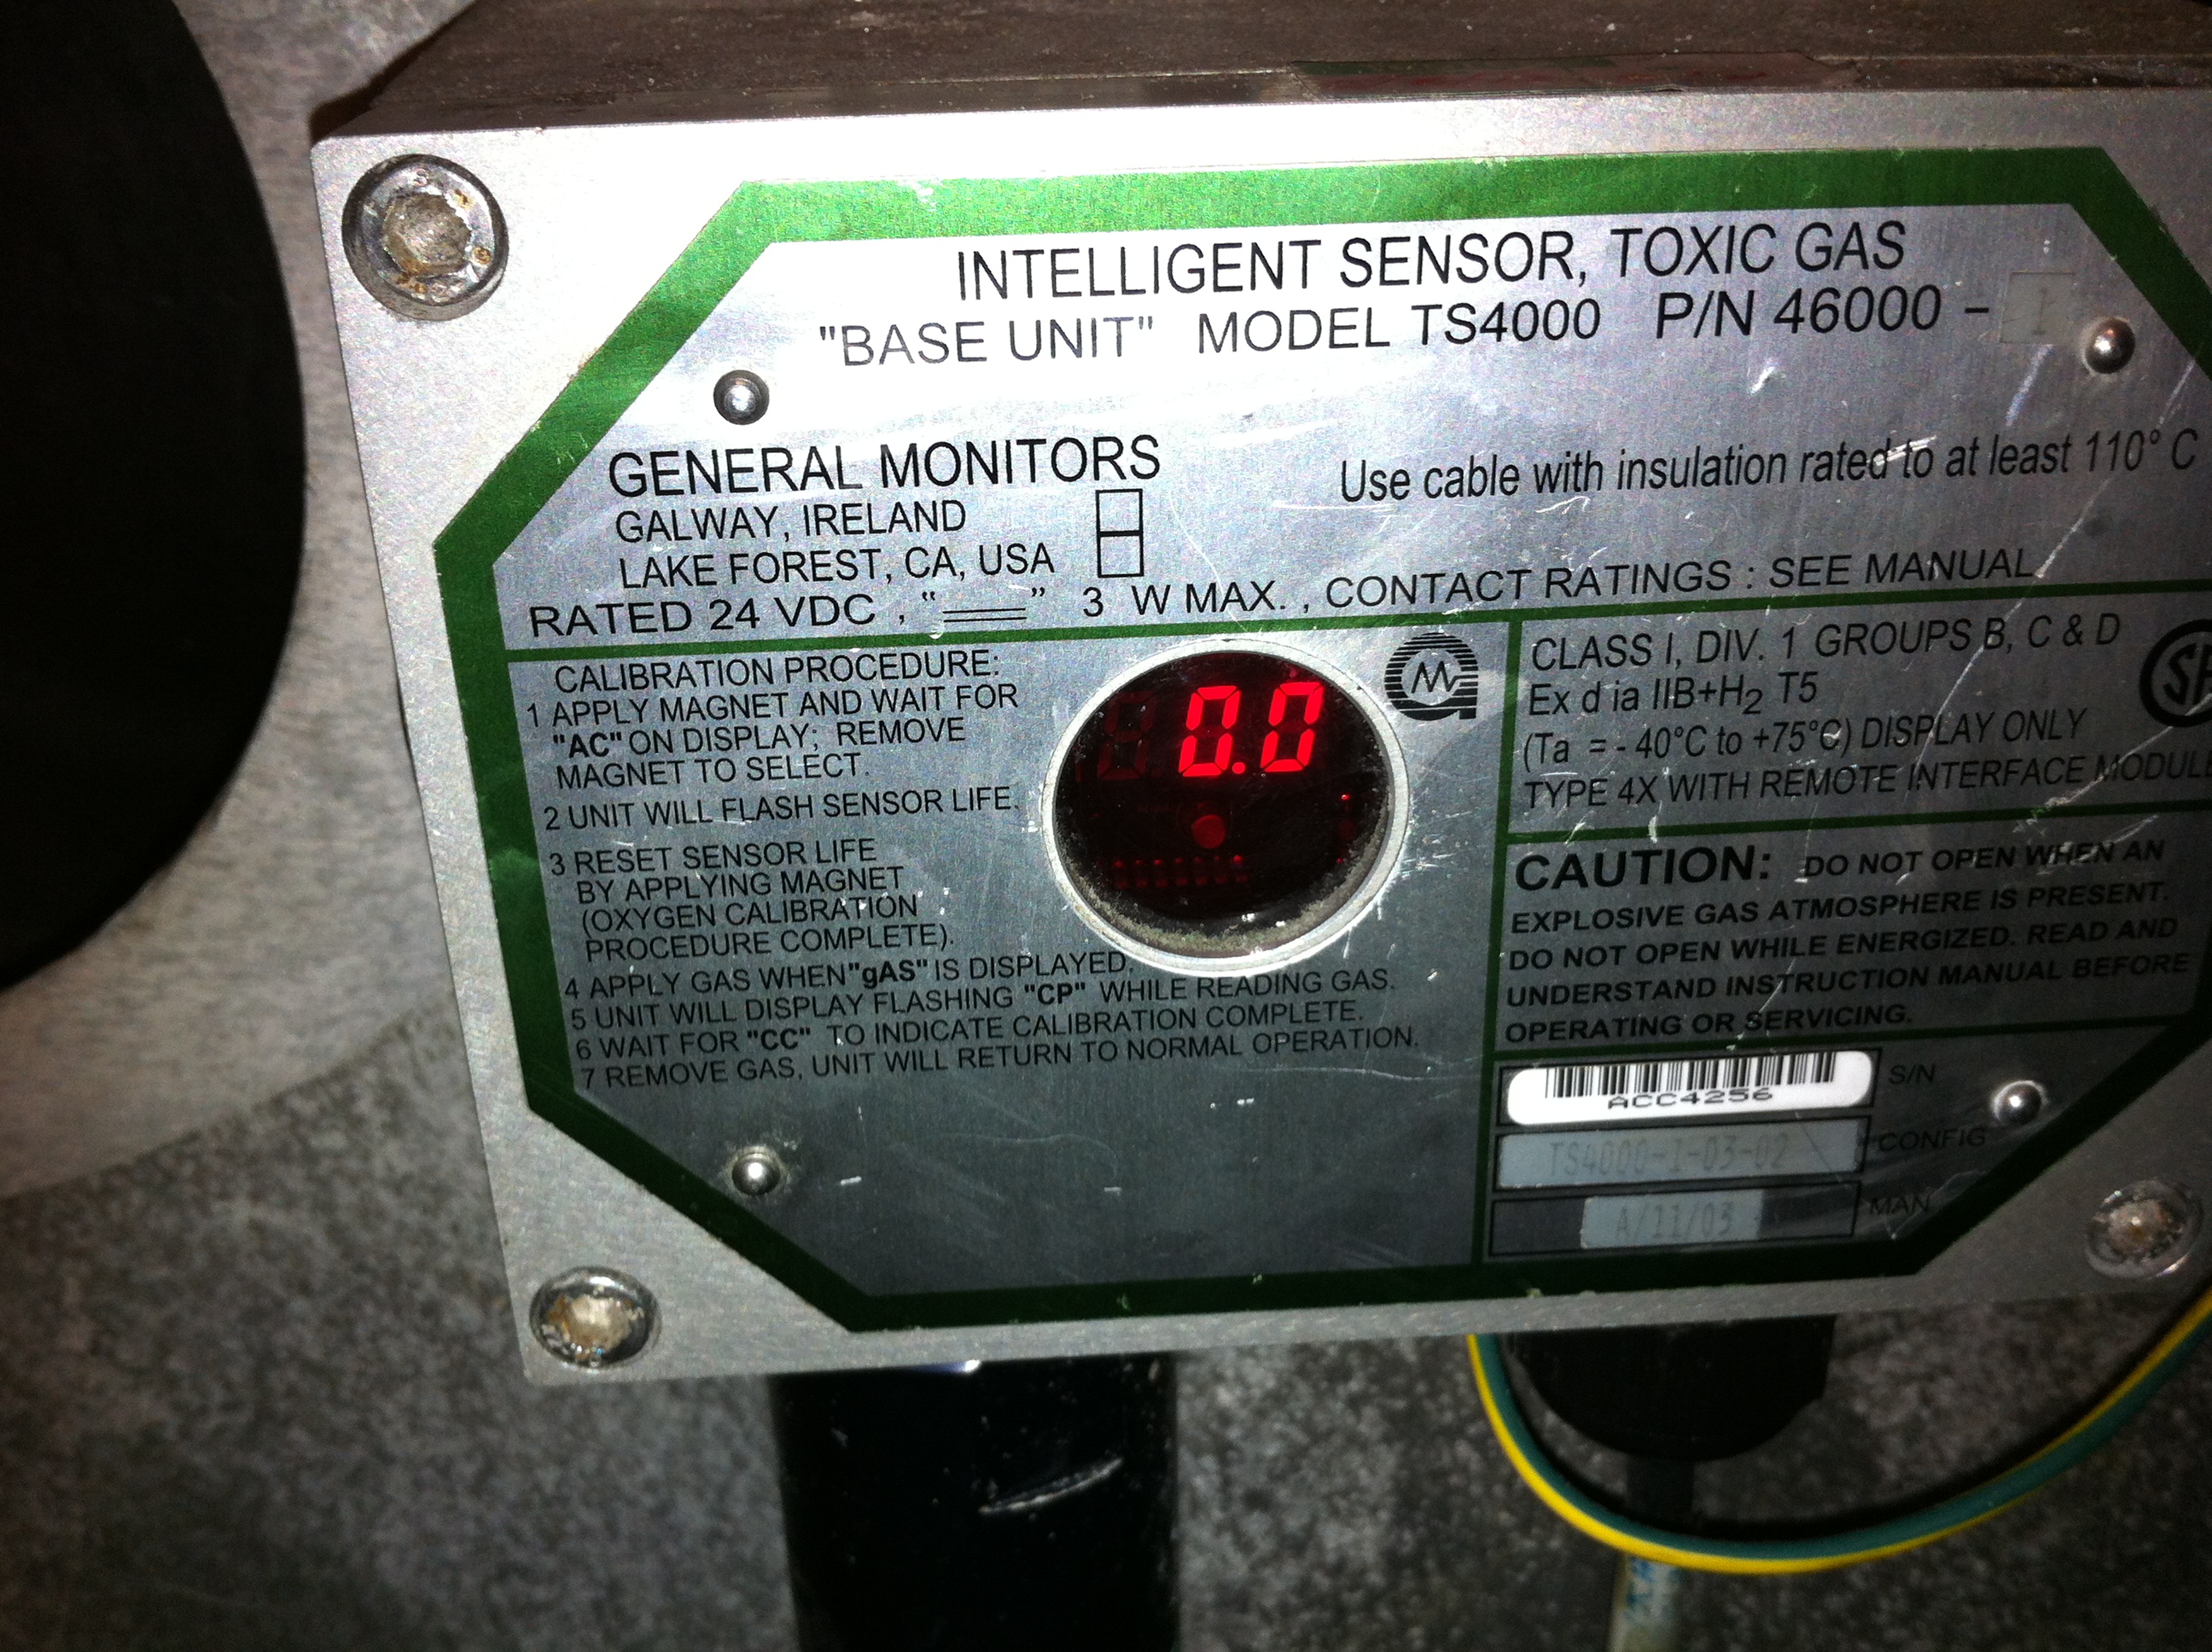 INTELLIGENT SENSOR, TOXIC GAS
"BASE UNIT" MODEL TS4000 P/N 46000 - I
GENERAL MONITORS
GALWAY, IRELAND
LAKE FOREST, CA, USA
Use cable with insulation rated to at least 110° C
RATED 24 VDC , "⎓" 3 W MAX. , CONTACT RATINGS : SEE MANUAL
CALIBRATION PROCEDURE:
1 APPLY MAGNET AND WAIT FOR
"AC" ON DISPLAY; REMOVE
MAGNET TO SELECT.
2 UNIT WILL FLASH SENSOR LIFE.
3 RESET SENSOR LIFE
BY APPLYING MAGNET
(OXYGEN CALIBRATION
PROCEDURE COMPLETE).
4 APPLY GAS WHEN "gAS" IS DISPLAYED.
5 UNIT WILL DISPLAY FLASHING "CP" WHILE READING GAS.
6 WAIT FOR "CC" TO INDICATE CALIBRATION COMPLETE.
7 REMOVE GAS, UNIT WILL RETURN TO NORMAL OPERATION.
0.0
CLASS I, DIV. 1 GROUPS B, C & D
Ex d ia IIB+H₂ T5
(Ta = - 40°C to +75°C) DISPLAY ONLY
TYPE 4X WITH REMOTE INTERFACE MODULE
CAUTION: DO NOT OPEN WHEN AN
EXPLOSIVE GAS ATMOSPHERE IS PRESENT.
DO NOT OPEN WHILE ENERGIZED. READ AND
UNDERSTAND INSTRUCTION MANUAL BEFORE
OPERATING OR SERVICING.
ACC4256 S/N
TS4000-I-03-02 CONFIG
A/11/03 MAN